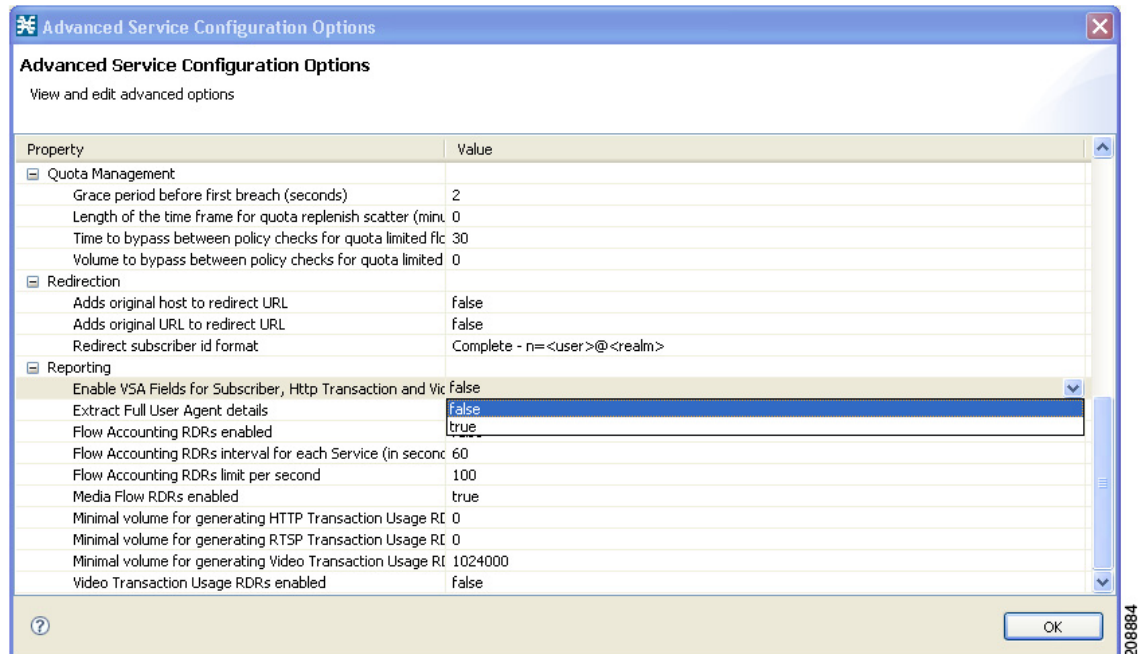 Advanced Service Configuration Options
Advanced Service Configuration Options
View and edit advanced options
Property Value
Quota Management
Grace period before first breach (seconds) 2
Length of the time frame for quota replenish scatter (minu 0
Time to bypass between policy checks for quota limited flo 30
Volume to bypass between policy checks for quota limited 0
Redirection
Adds original host to redirect URL false
Adds original URL to redirect URL false
Redirect subscriber id format Complete - n=<user>@<realm>
Reporting
Enable VSA Fields for Subscriber, Http Transaction and Vic false
Extract Full User Agent details false
Flow Accounting RDRs enabled true
Flow Accounting RDRs interval for each Service (in second 60
Flow Accounting RDRs limit per second 100
Media Flow RDRs enabled true
Minimal volume for generating HTTP Transaction Usage RD 0
Minimal volume for generating RTSP Transaction Usage RD 0
Minimal volume for generating Video Transaction Usage RD 1024000
Video Transaction Usage RDRs enabled false
OK
208884